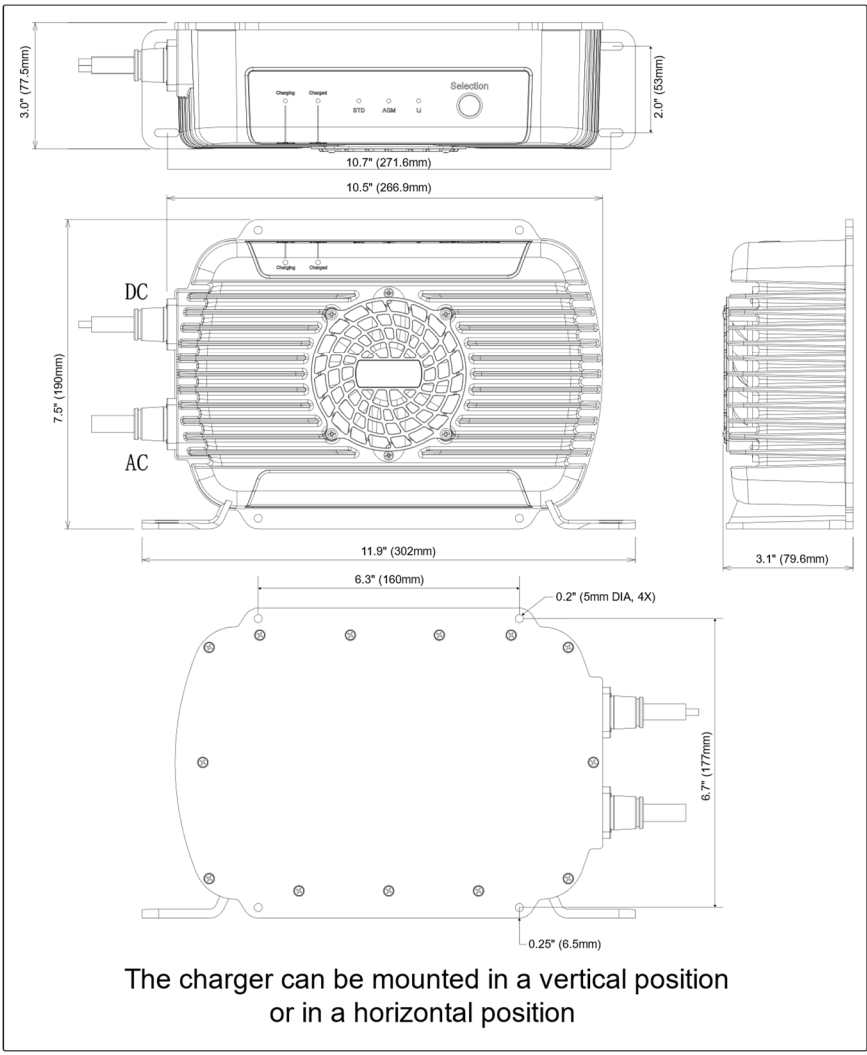 3.0" (77.5mm)
Charging
Charged
STD
AGM
LI
Selection
2.0" (53mm)
10.7" (271.6mm)
10.5" (266.9mm)
Charging
Charged
DC
7.5" (190mm)
AC
3.1" (79.6mm)
11.9" (302mm)
6.3" (160mm)
0.2" (5mm DIA, 4X)
6.7" (177mm)
0.25" (6.5mm)
The charger can be mounted in a vertical position
or in a horizontal position